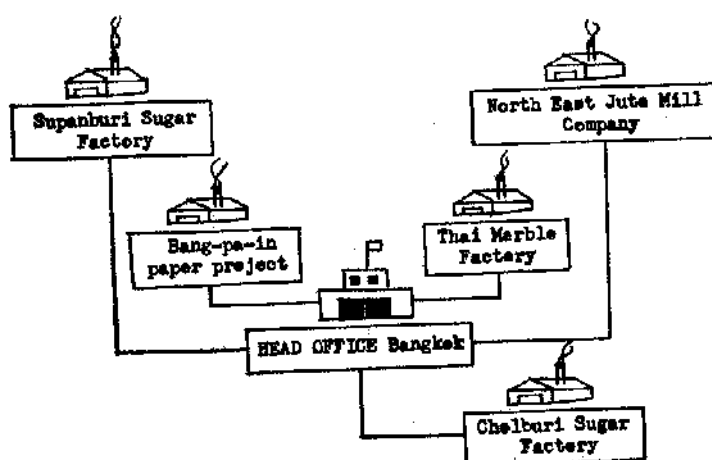 Supanburi Sugar
Factory
North East Jute Mill
Company
Bang-pa-in
paper project
Thai Marble
Factory
HEAD OFFICE Bangkok
Cholburi Sugar
Factory